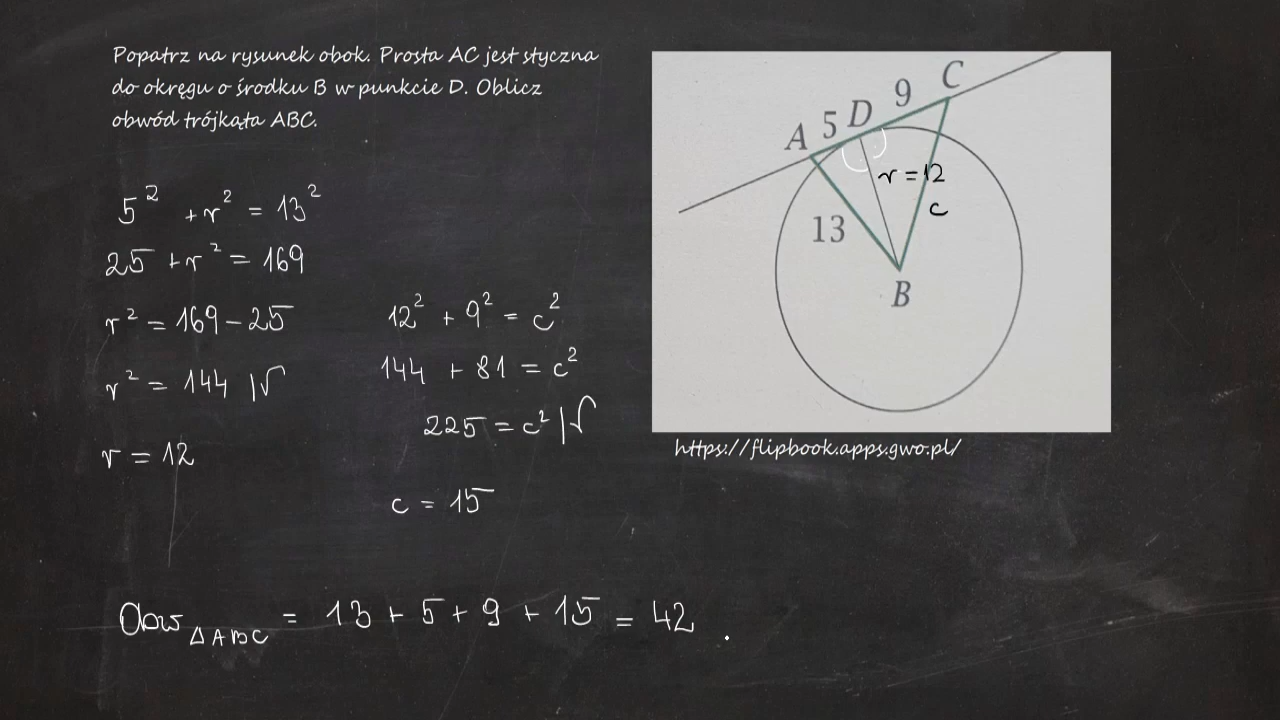 Popatrz na rysunek obok. Prosta AC jest styczna
do okręgu o środku B w punkcie D. Oblicz
obwód trójkąta ABC.
5² + r² = 13²
25 + r² = 169
r² = 169 - 25
r² = 144 |√
r = 12
12² + 9² = c²
144 + 81 = c²
225 = c² |√
c = 15
Obw △ABC = 13 + 5 + 9 + 15 = 42.
C
9
D
5
A
r = 12
c
13
B
https://flipbook.apps.gwo.pl/